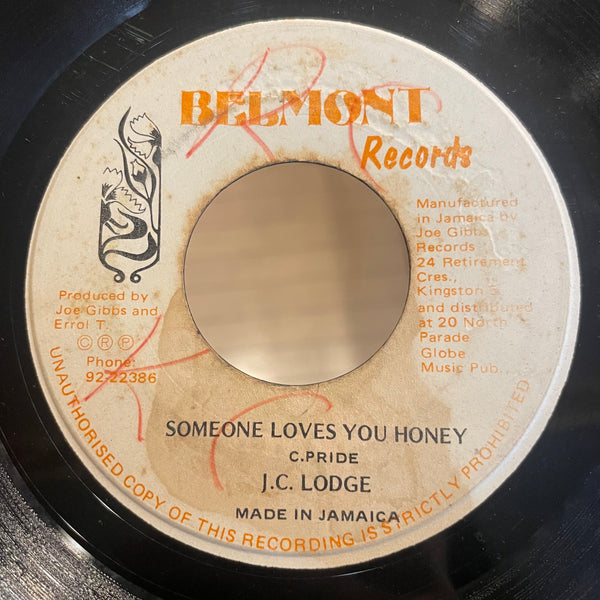 BELMONT
Records
Manufactured
in Jamaica by
Joe Gibbs
Records
24 Retirement
Cres.,
Kingston 5
and distributed
at 20 North
Parade
Globe
Music Pub.
Produced by
Joe Gibbs and
Errol T.
Ⓒ Ⓡ Ⓟ
Phone:
92-22386
SOMEONE LOVES YOU HONEY
C.PRIDE
J.C. LODGE
MADE IN JAMAICA
UNAUTHORISED COPY OF THIS RECORDING IS STRICTLY PROHIBITED